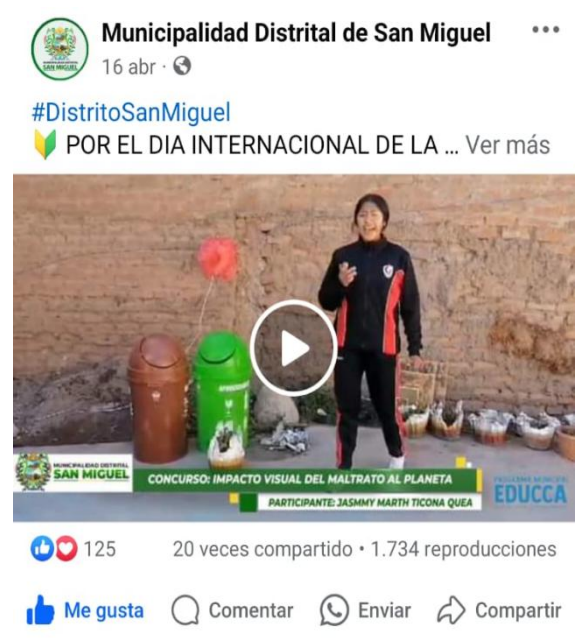 Municipalidad Distrital de San Miguel
16 abr
#DistritoSanMiguel
POR EL DIA INTERNACIONAL DE LA ... Ver más
MUNICIPALIDAD DISTRITAL
SAN MIGUEL
CONCURSO: IMPACTO VISUAL DEL MALTRATO AL PLANETA
PARTICIPANTE: JASMMY MARTH TICONA QUEA
EDUCCA
125
20 veces compartido • 1.734 reproducciones
Me gusta
Comentar
Enviar
Compartir